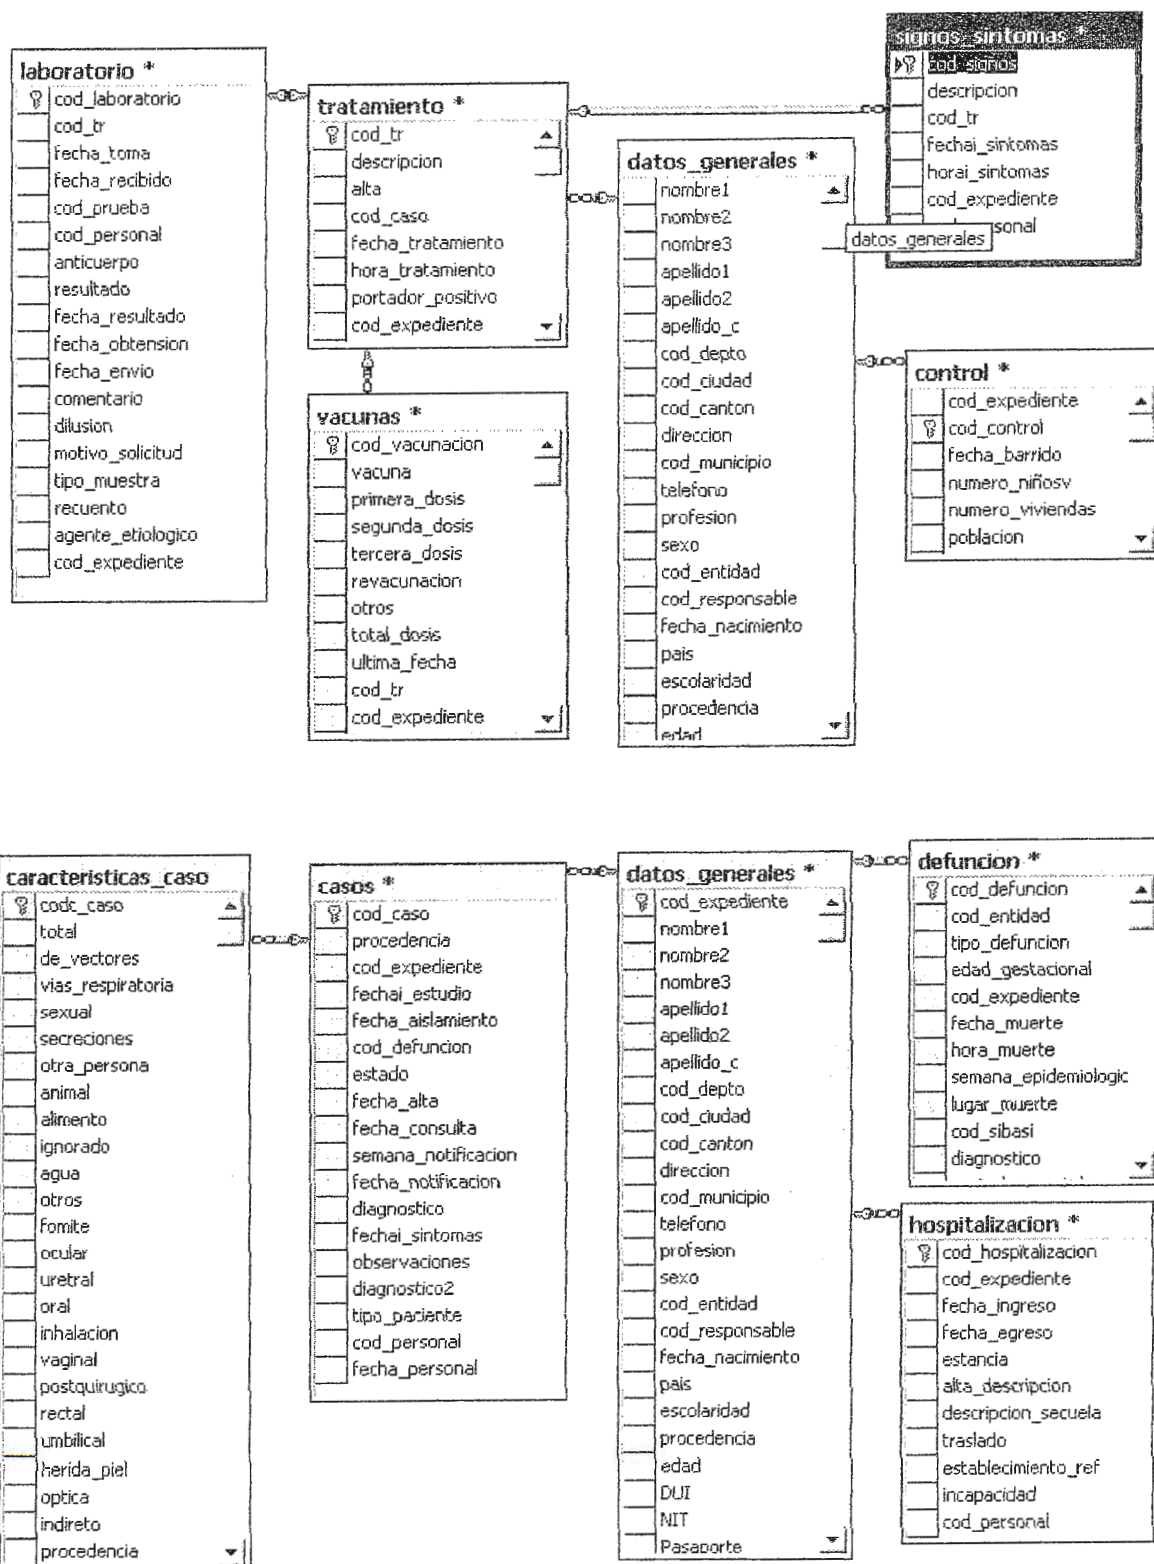 laboratorio *
cod_laboratorio
cod_tr
fecha_toma
fecha_recibido
cod_prueba
cod_personal
anticuerpo
resultado
fecha_resultado
fecha_obtension
fecha_envio
comentario
dilusion
motivo_solicitud
tipo_muestra
recuento
agente_etiologico
cod_expediente
tratamiento *
cod_tr
descripcion
alta
cod_caso
fecha_tratamiento
hora_tratamiento
portador_positivo
cod_expediente
vacunas *
cod_vacunacion
vacuna
primera_dosis
segunda_dosis
tercera_dosis
revacunacion
otros
total_dosis
ultima_fecha
cod_tr
cod_expediente
datos_generales *
nombre1
nombre2
nombre3
apellido1
apellido2
apellido_c
cod_depto
cod_ciudad
cod_canton
direccion
cod_municipio
telefono
profesion
sexo
cod_entidad
cod_responsable
fecha_nacimiento
pais
escolaridad
procedencia
edad
signos_sintomas *
cod_signos
descripcion
cod_tr
fechai_sintomas
horai_sintomas
cod_expediente
sonal
datos_generales
control *
cod_expediente
cod_control
fecha_barrido
numero_niñosv
numero_viviendas
poblacion
caracteristicas_caso
codc_caso
total
de_vectores
vias_respiratoria
sexual
secreciones
otra_persona
animal
alimento
ignorado
agua
otros
fomite
ocular
uretral
oral
inhalacion
vaginal
postquirugico
rectal
umbilical
herida_piel
optica
indireto
procedencia
casos *
cod_caso
procedencia
cod_expediente
fechai_estudio
fecha_aislamiento
cod_defuncion
estado
fecha_alta
fecha_consulta
semana_notificacion
fecha_notificacion
diagnostico
fechai_sintomas
observaciones
diagnostico2
tipo_paciente
cod_personal
fecha_personal
datos_generales *
cod_expediente
nombre1
nombre2
nombre3
apellido1
apellido2
apellido_c
cod_depto
cod_ciudad
cod_canton
direccion
cod_municipio
telefono
profesion
sexo
cod_entidad
cod_responsable
fecha_nacimiento
pais
escolaridad
procedencia
edad
DUI
NIT
Pasaporte
defuncion *
cod_defuncion
cod_entidad
tipo_defuncion
edad_gestacional
cod_expediente
fecha_muerte
hora_muerte
semana_epidemiologic
lugar_muerte
cod_sibasi
diagnostico
hospitalizacion *
cod_hospitalizacion
cod_expediente
fecha_ingreso
fecha_egreso
estancia
alta_descripcion
descripcion_secuela
traslado
establecimiento_ref
incapacidad
cod_personal